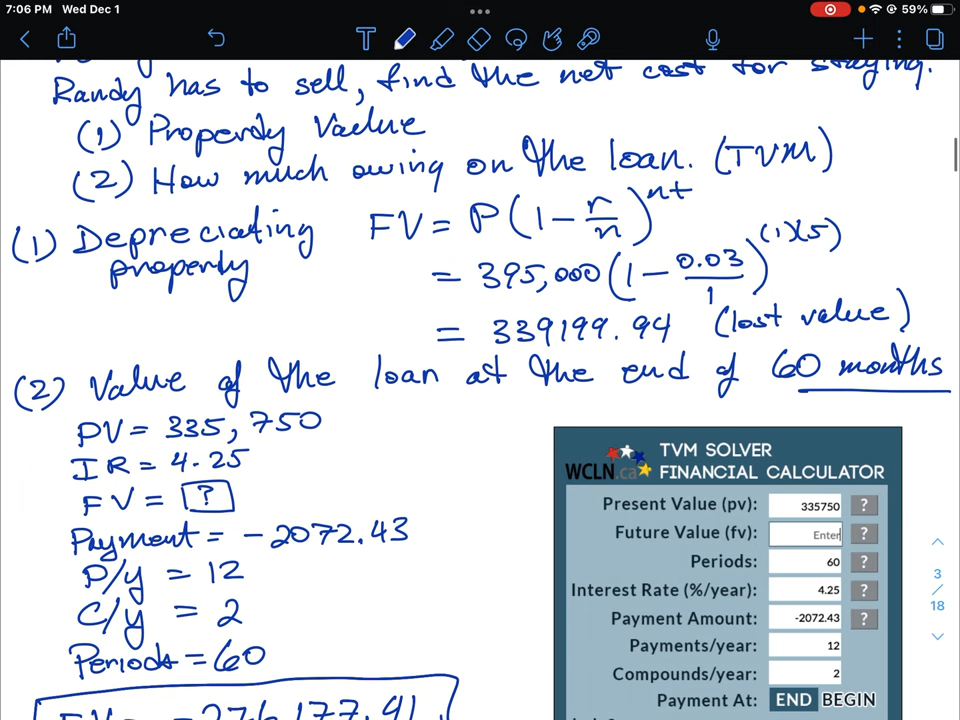 7:06 PM Wed Dec 1
59%
Randy has to sell, find the net cost for staying.
(1) Property Value
(2) How much owing on the loan. (TVM)
(1) Depreciating property
FV = P(1 - r/n)^nt
= 395,000(1 - 0.03/1)^(1)(5)
= 339199.94 (lost value)
(2) Value of the loan at the end of 60 months
PV = 335,750
IR = 4.25
FV = ?
Payment = -2072.43
P/y = 12
C/y = 2
Periods = 60
FV = -276,177.91
TVM SOLVER
WCLN.ca FINANCIAL CALCULATOR
Present Value (pv): 335750 ?
Future Value (fv): Enter ?
Periods: 60 ?
Interest Rate (%/year): 4.25 ?
Payment Amount: -2072.43 ?
Payments/year: 12
Compounds/year: 2
Payment At: END BEGIN
3
/
18